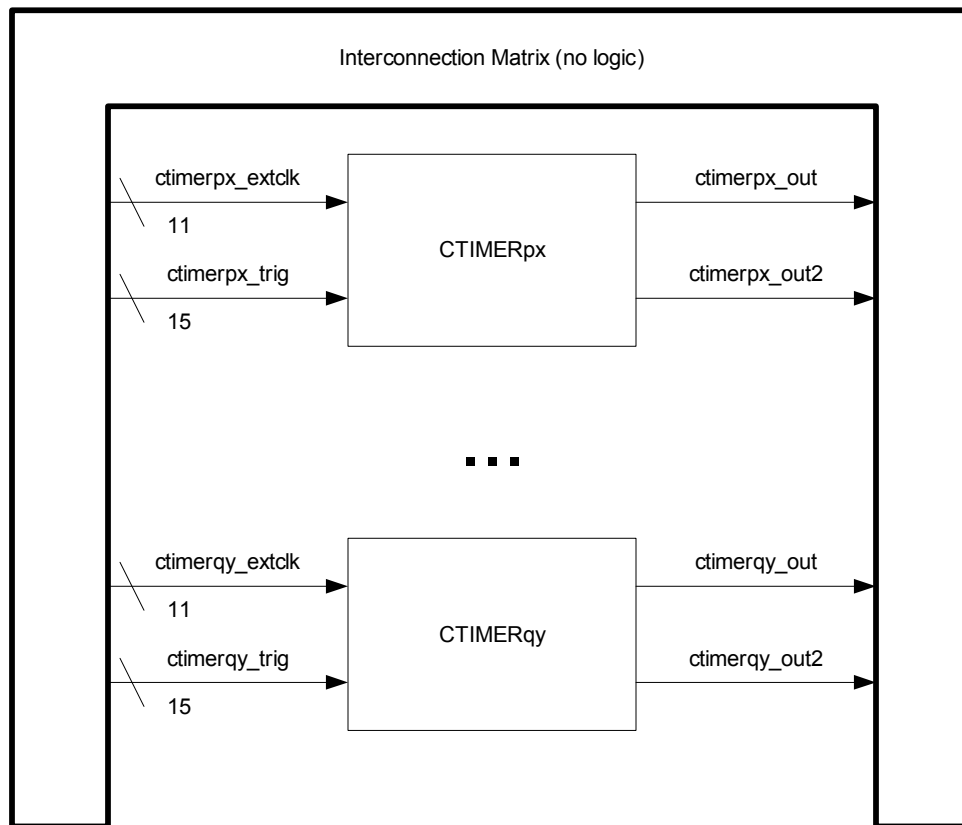 Interconnection Matrix (no logic)
ctimerpx_extclk
11
ctimerpx_trig
15
CTIMERpx
ctimerpx_out
ctimerpx_out2
...
ctimerqy_extclk
11
ctimerqy_trig
15
CTIMERqy
ctimerqy_out
ctimerqy_out2